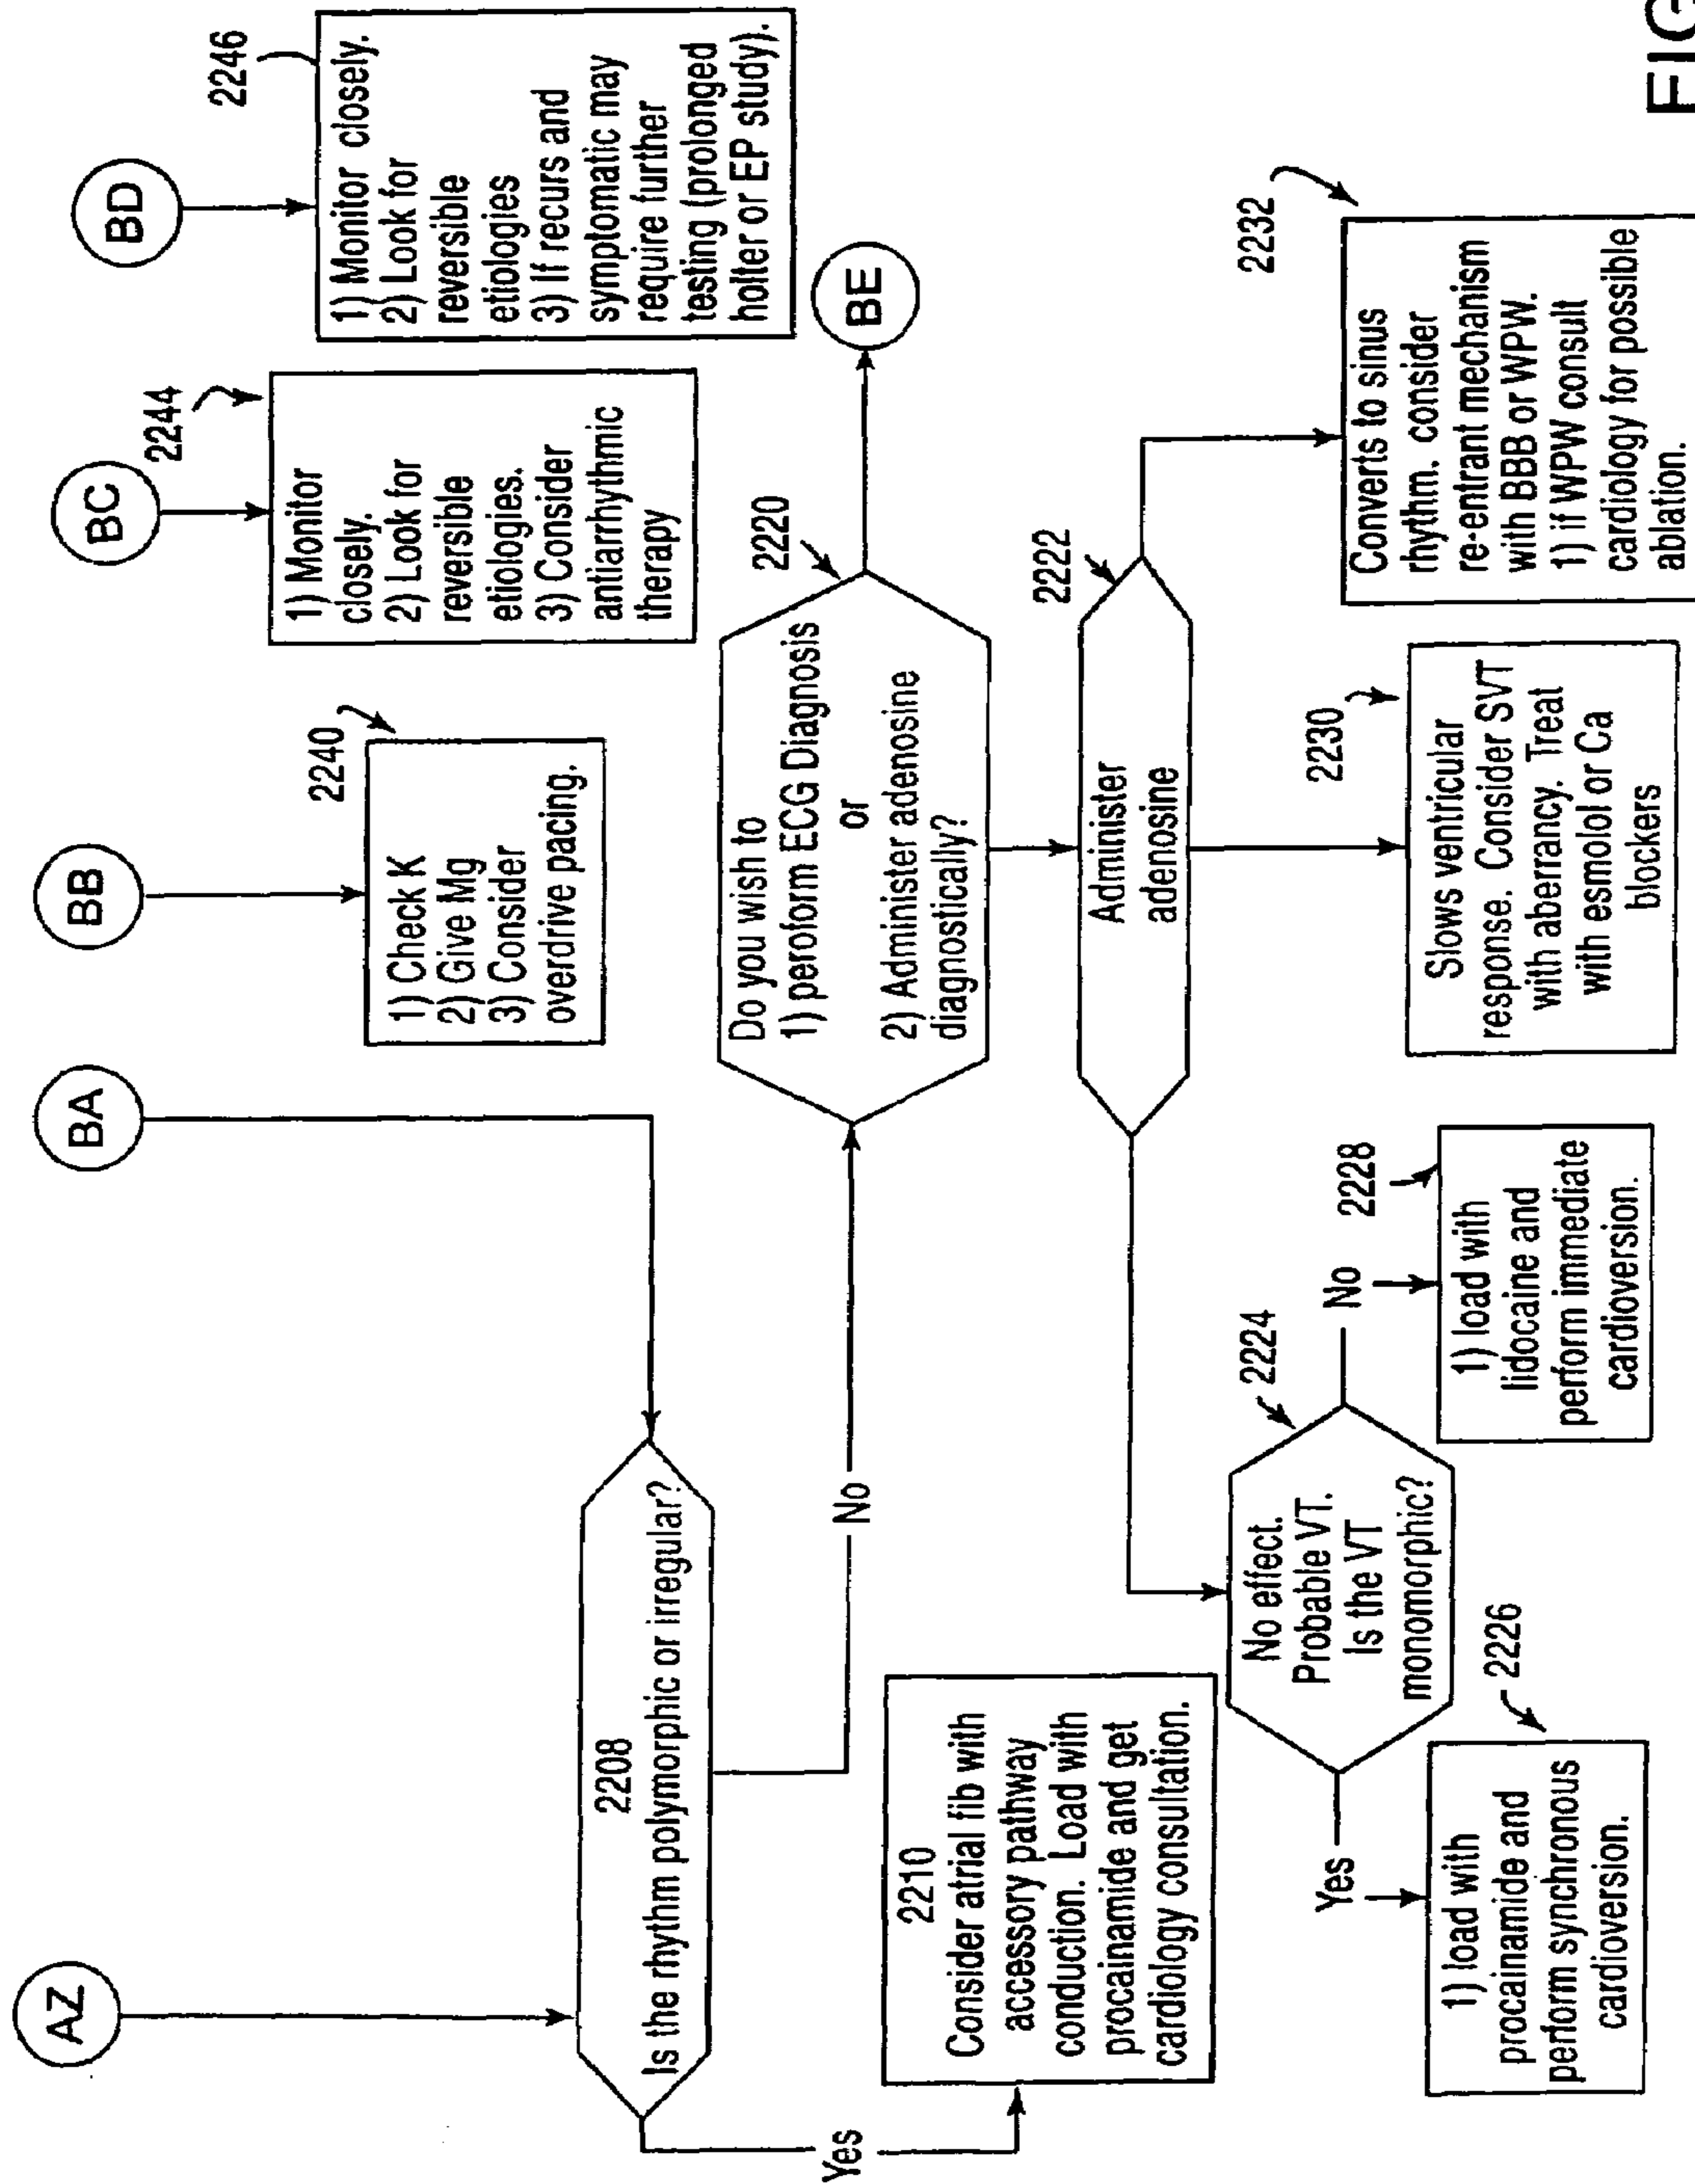 AZ
BA
BB
BC
BD
2208
Is the rhythm polymorphic or irregular?
Yes
No
2210
Consider atrial fib with
accessory pathway
conduction. Load with
procainamide and get
cardiology consultation.
2240
1) Check K
2) Give Mg
3) Consider
overdrive pacing.
2244
1) Monitor
closely.
2) Look for
reversible
etiologies.
3) Consider
antiarrhythmic
therapy
2246
1) Monitor closely.
2) Look for
reversible
etiologies
3) If recurs and
symptomatic may
require further
testing (prolonged
holter or EP study).
2220
Do you wish to
1) peroform ECG Diagnosis
or
2) Administer adenosine
diagnostically?
BE
2222
Administer
adenosine
2224
No effect.
Probable VT.
Is the VT
monomorphic?
Yes
No
2226
1) load with
procainamide and
perform synchronous
cardioversion.
2228
1) load with
lidocaine and
perform immediate
cardioversion.
2230
Slows ventricular
response. Consider SVT
with aberrancy. Treat
with esmolol or Ca
blockers
2232
Converts to sinus
rhythm. consider
re-entrant mechanism
with BBB or WPW.
1) if WPW consult
cardiology for possible
ablation.
FIG